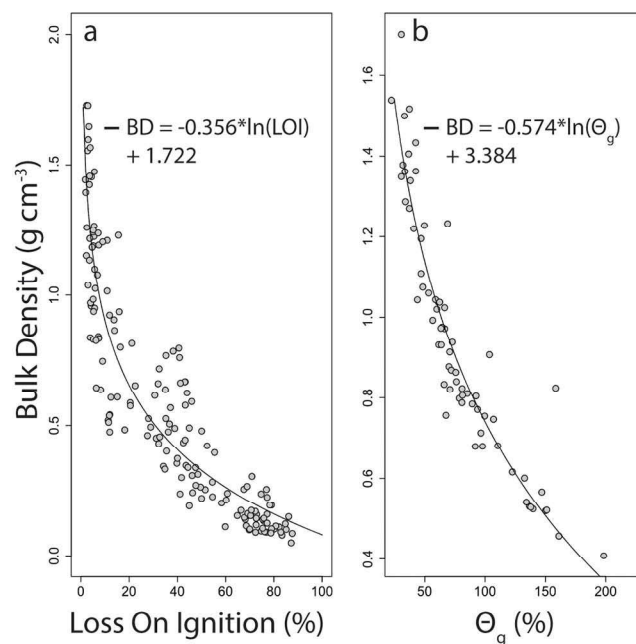 a
b
BD = -0.356*ln(LOI)
+ 1.722
BD = -0.574*ln(Θg)
+ 3.384
Bulk Density (g cm⁻³)
0.0
0.5
1.0
1.5
2.0
0.4
0.6
0.8
1.0
1.2
1.4
1.6
0 20 40 60 80 100
50 100 150 200
Loss On Ignition (%)
Θg (%)